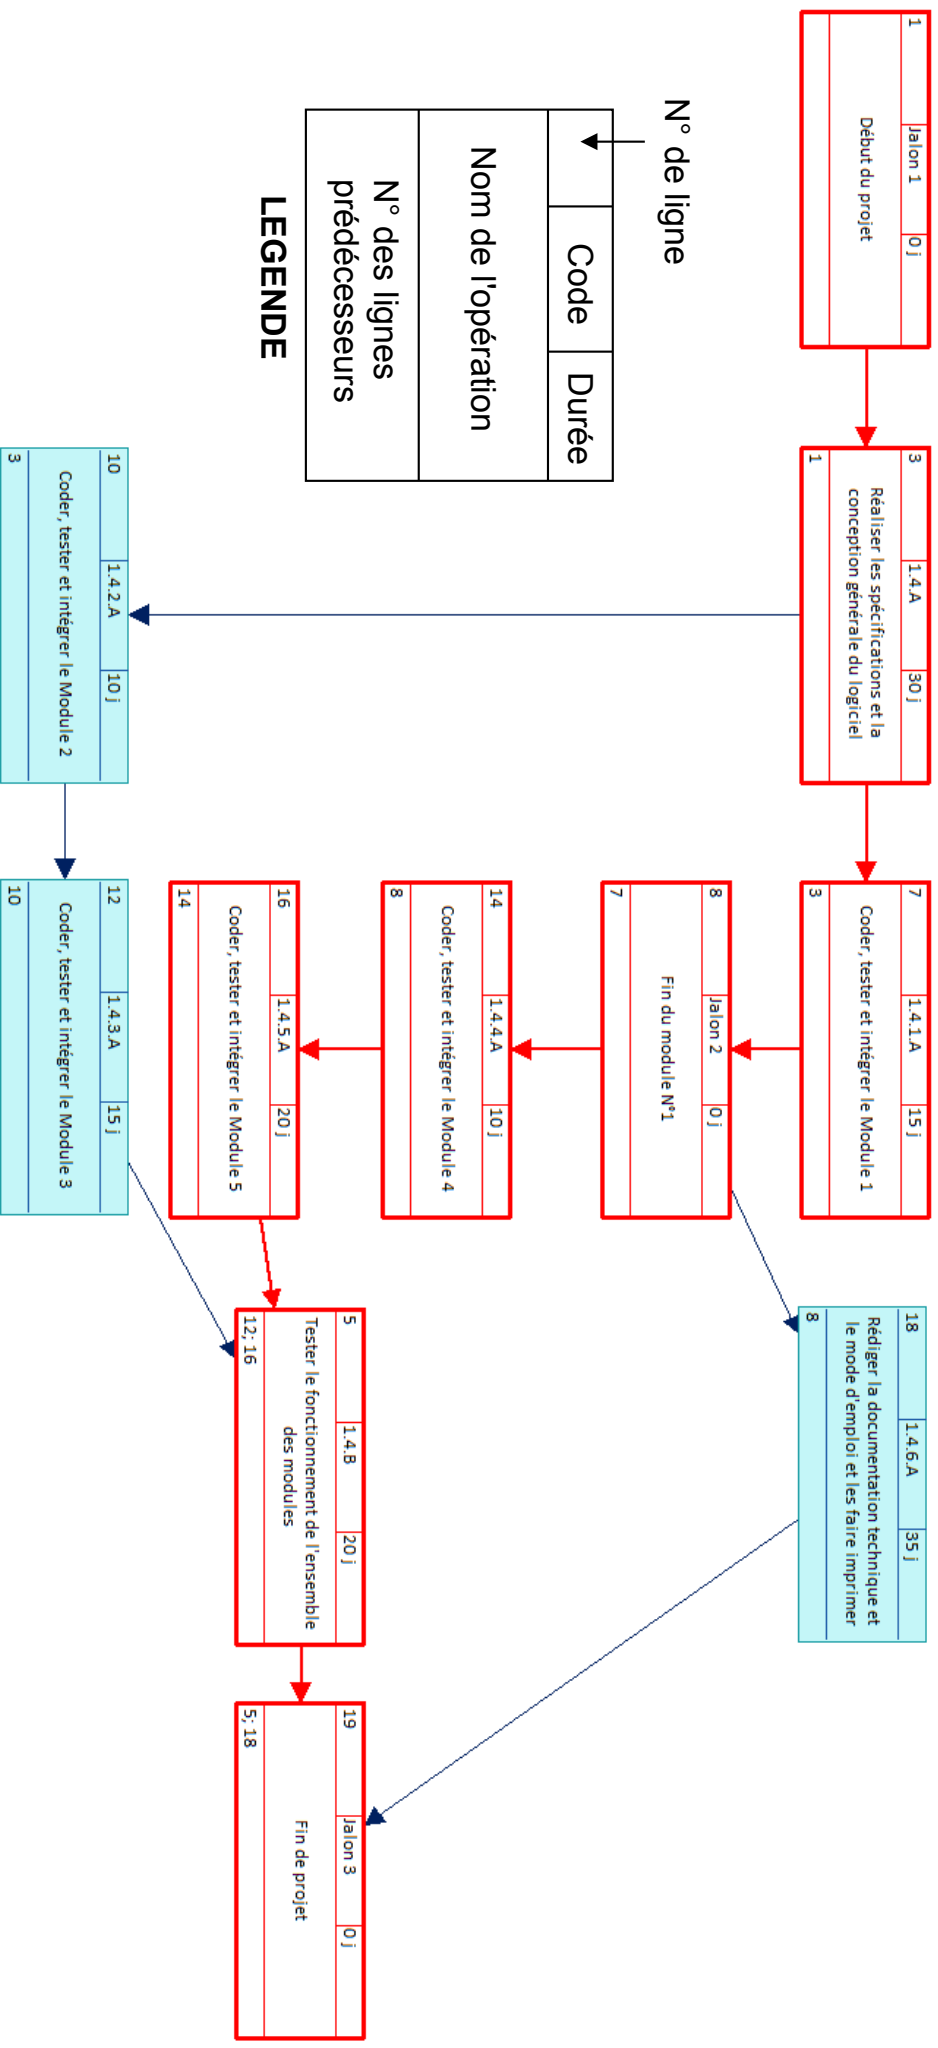 1
Jalon 1
0 j
Début du projet
3
1.4.A
30 j
Réaliser les spécifications et la
conception générale du logiciel
1
7
1.4.1.A
15 j
Coder, tester et intégrer le Module 1
3
18
1.4.6.A
35 j
Rédiger la documentation technique et
le mode d'emploi et les faire imprimer
8
8
Jalon 2
0 j
Fin du module N°1
7
N° de ligne
Code
Durée
Nom de l'opération
N° des lignes
prédécesseurs
LEGENDE
14
1.4.4.A
10 j
Coder, tester et intégrer le Module 4
8
16
1.4.5.A
20 j
Coder, tester et intégrer le Module 5
14
5
1.4.B
20 j
Tester le fonctionnement de l'ensemble
des modules
12; 16
19
Jalon 3
0 j
Fin de projet
5; 18
10
1.4.2.A
10 j
Coder, tester et intégrer le Module 2
3
12
1.4.3.A
15 j
Coder, tester et intégrer le Module 3
10